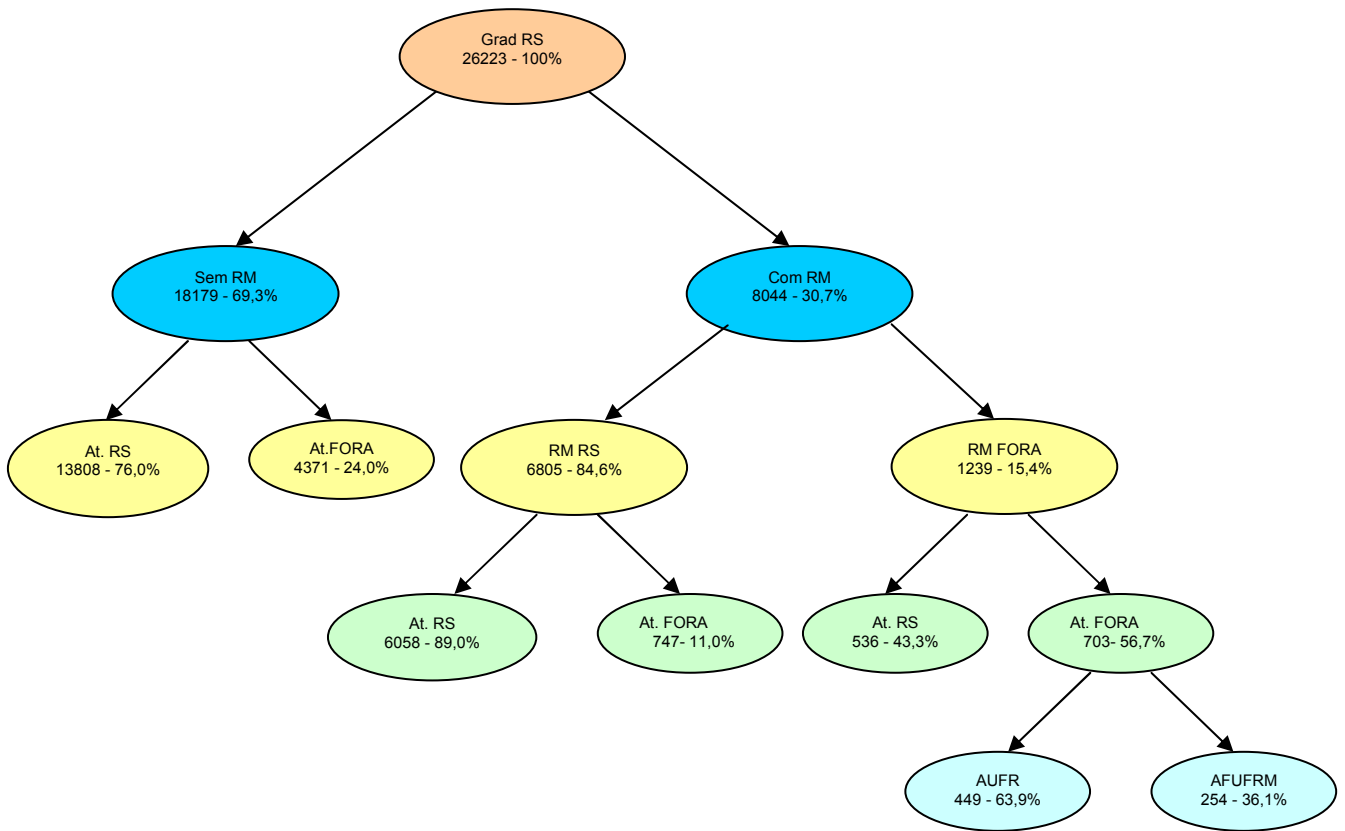 Grad RS
26223 - 100%
Sem RM
18179 - 69,3%
Com RM
8044 - 30,7%
At. RS
13808 - 76,0%
At.FORA
4371 - 24,0%
RM RS
6805 - 84,6%
RM FORA
1239 - 15,4%
At. RS
6058 - 89,0%
At. FORA
747- 11,0%
At. RS
536 - 43,3%
At. FORA
703- 56,7%
AUFR
449 - 63,9%
AFUFRM
254 - 36,1%